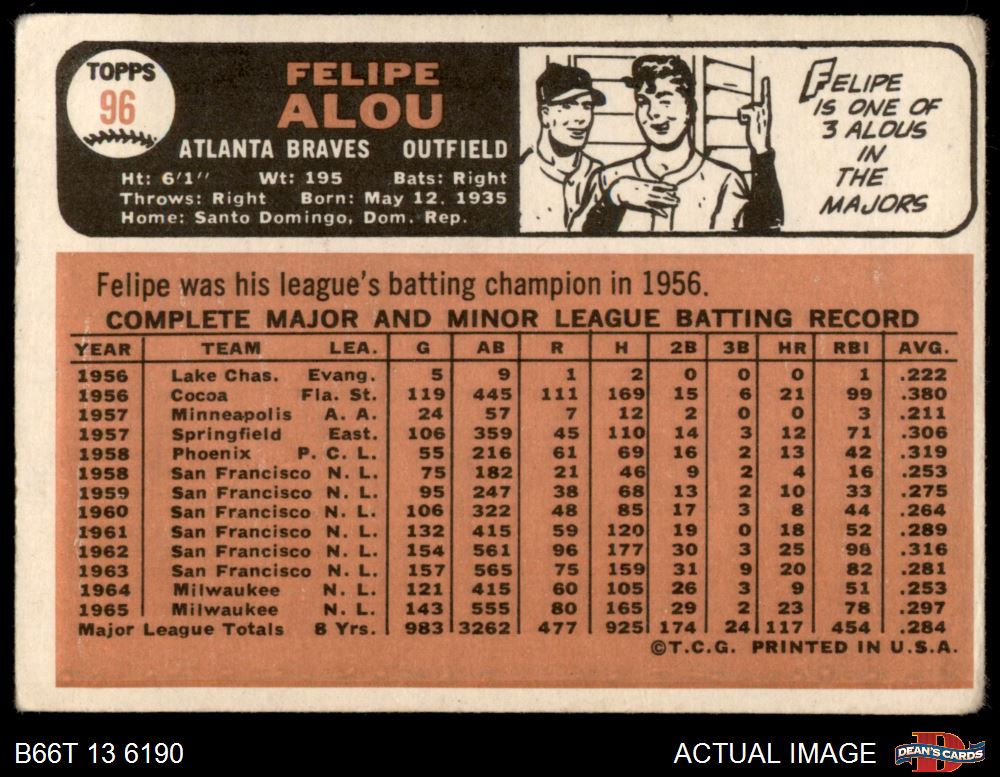 TOPPS
96
FELIPE
ALOU
ATLANTA BRAVES OUTFIELD
Ht: 6'1" Wt: 195 Bats: Right
Throws: Right Born: May 12, 1935
Home: Santo Domingo, Dom. Rep.
FELIPE
IS ONE OF
3 ALOUS
IN
THE
MAJORS
Felipe was his league's batting champion in 1956.
COMPLETE MAJOR AND MINOR LEAGUE BATTING RECORD
YEAR TEAM LEA. G AB R H 2B 3B HR RBI AVG.
1956 Lake Chas. Evang. 5 9 1 2 0 0 0 1 .222
1956 Cocoa Fla. St. 119 445 111 169 15 6 21 99 .380
1957 Minneapolis A. A. 24 57 7 12 2 0 0 3 .211
1957 Springfield East. 106 359 45 110 14 3 12 71 .306
1958 Phoenix P. C. L. 55 216 61 69 16 2 13 42 .319
1958 San Francisco N. L. 75 182 21 46 9 2 4 16 .253
1959 San Francisco N. L. 95 247 38 68 13 2 10 33 .275
1960 San Francisco N. L. 106 322 48 85 17 3 8 44 .264
1961 San Francisco N. L. 132 415 59 120 19 0 18 52 .289
1962 San Francisco N. L. 154 561 96 177 30 3 25 98 .316
1963 San Francisco N. L. 157 565 75 159 31 9 20 82 .281
1964 Milwaukee N. L. 121 415 60 105 26 3 9 51 .253
1965 Milwaukee N. L. 143 555 80 165 29 2 23 78 .297
Major League Totals 8 Yrs. 983 3262 477 925 174 24 117 454 .284
©T.C.G. PRINTED IN U.S.A.
B66T 13 6190
ACTUAL IMAGE
D
DEAN'S CARDS